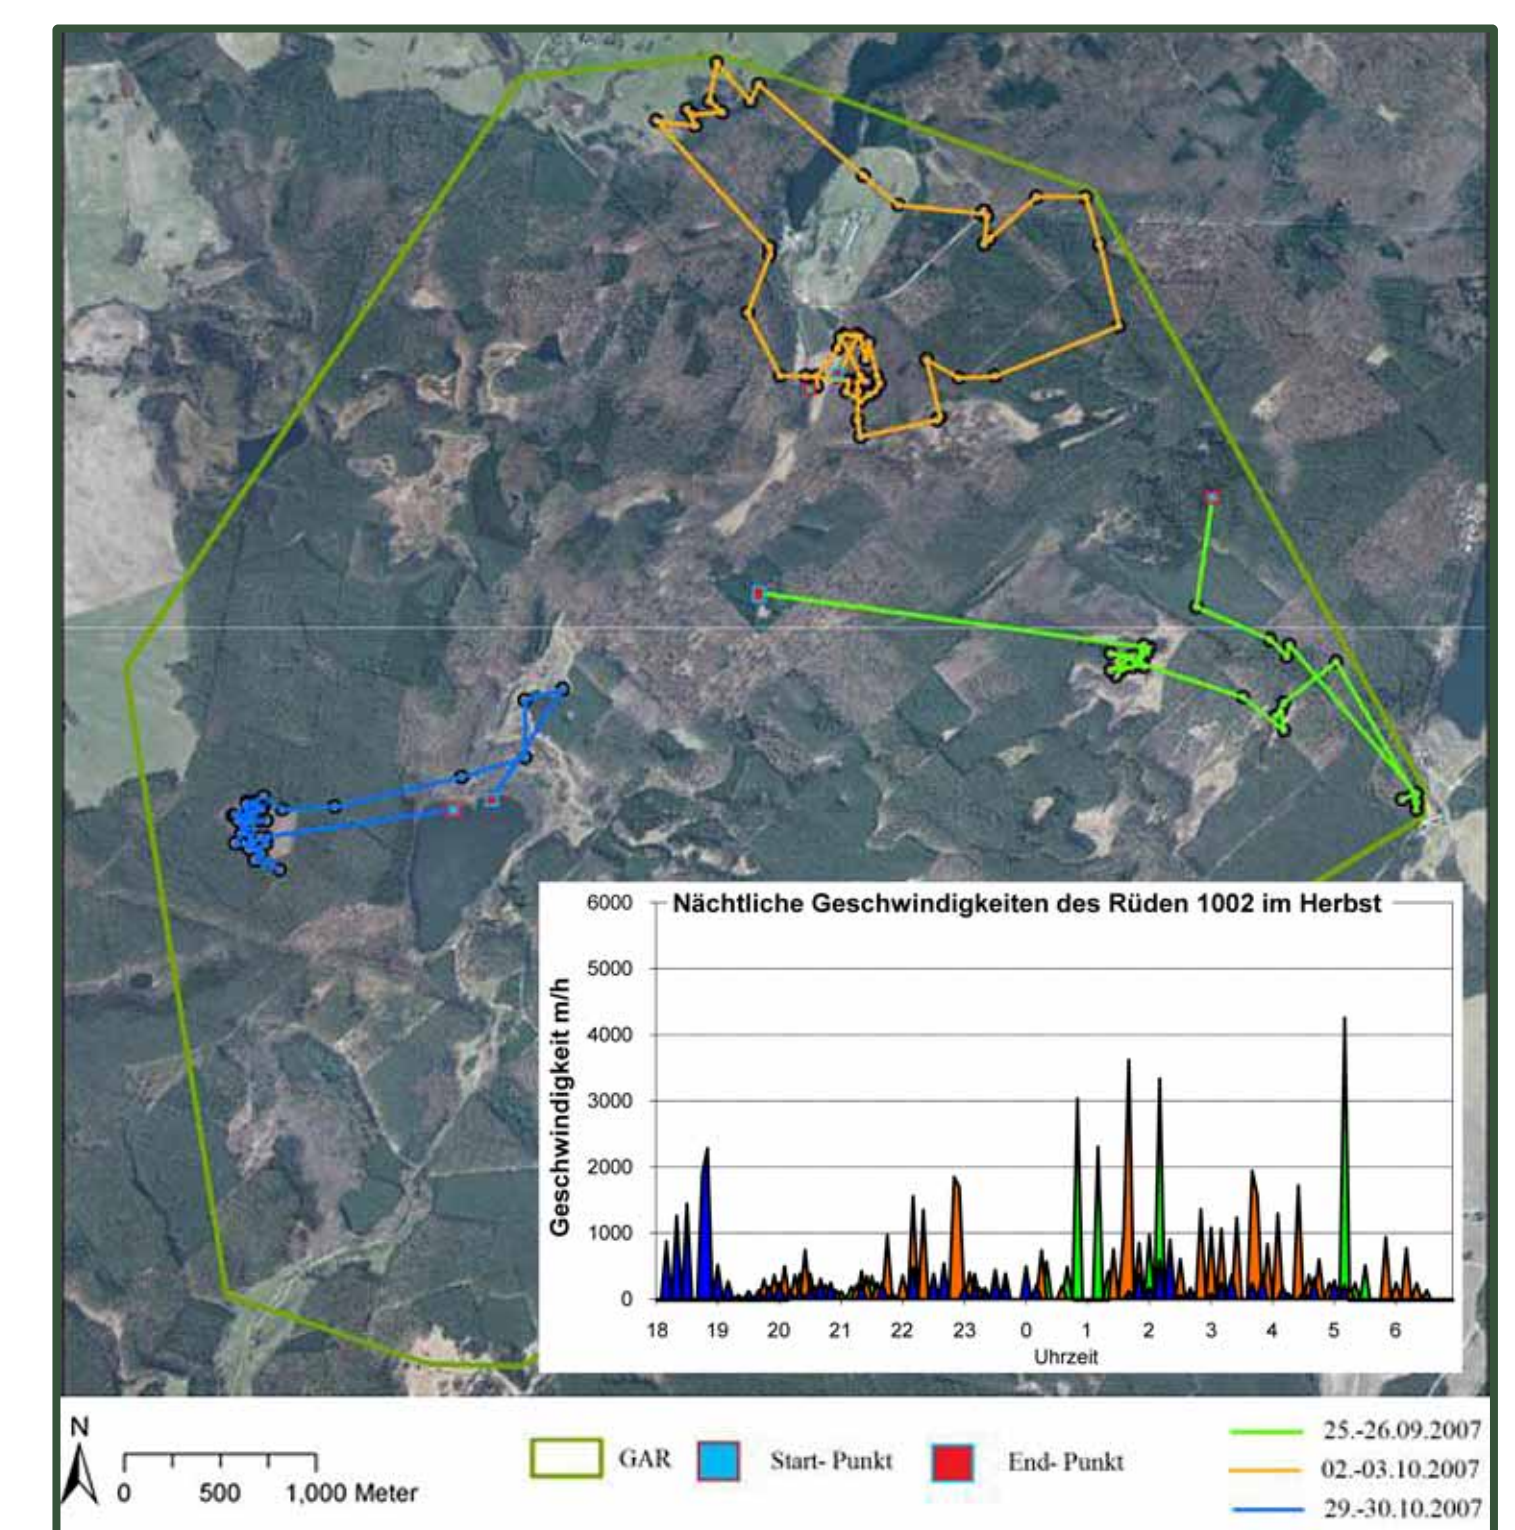 Nächtliche Geschwindigkeiten des Rüden 1002 im Herbst
Geschwindigkeit m/h
6000
5000
4000
3000
2000
1000
0
18 19 20 21 22 23 0 1 2 3 4 5 6
Uhrzeit
N
0 500 1,000 Meter
GAR Start- Punkt End- Punkt
25.-26.09.2007
02.-03.10.2007
29.-30.10.2007